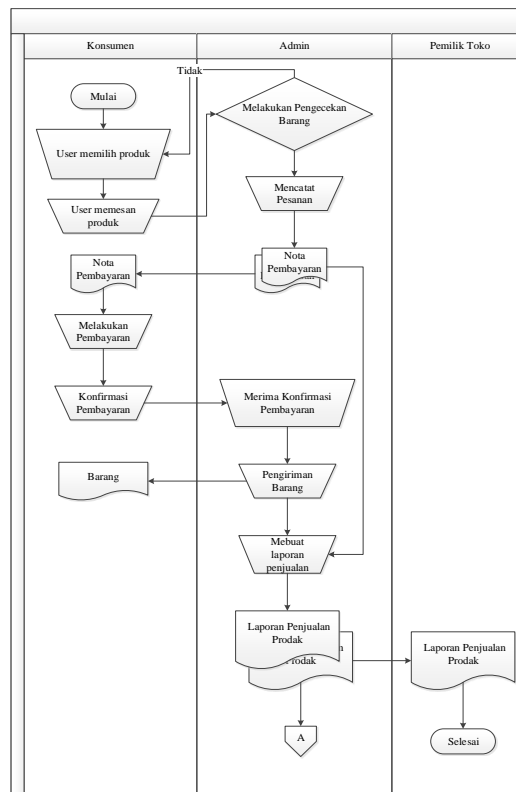 Konsumen
Admin
Pemilik Toko
Tidak
Mulai
Melakukan Pengecekan
Barang
User memilih produk
Mencatat
Pesanan
User memesan
produk
Nota
Pembayaran
Nota
Pembayaran
Melakukan
Pembayaran
Konfirmasi
Pembayaran
Merima Konfirmasi
Pembayaran
Barang
Pengiriman
Barang
Mebuat
laporan
penjualan
Laporan Penjualan
Prodak
Laporan Penjualan
Prodak
A
Selesai